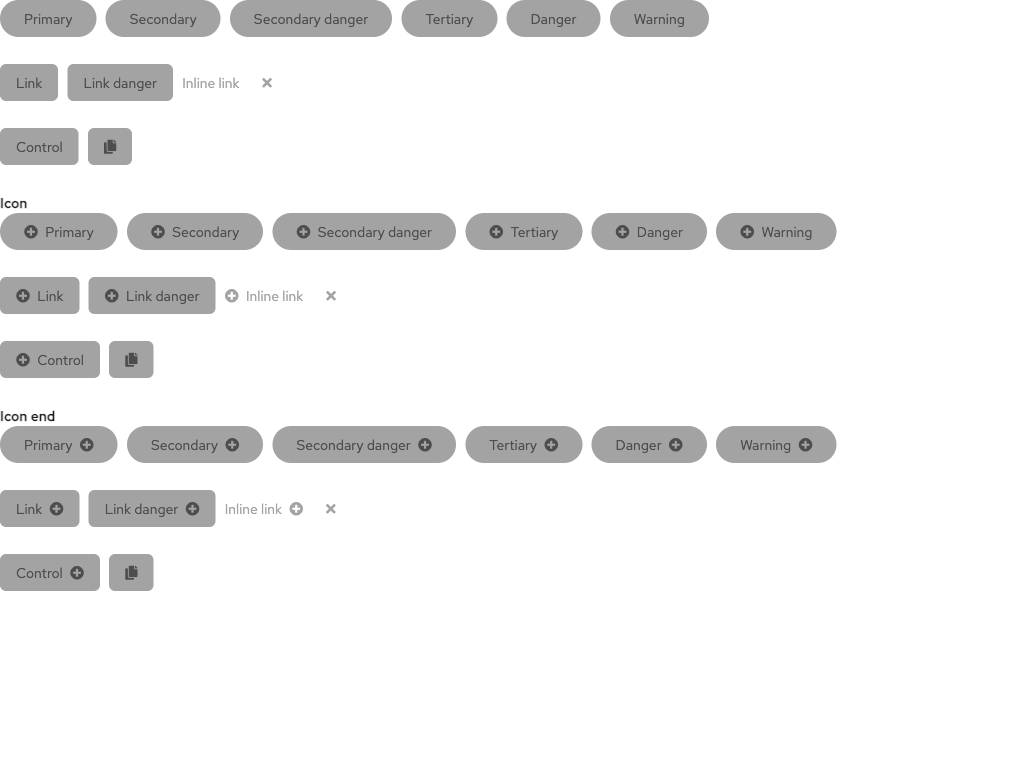 Primary Secondary Secondary danger Tertiary Danger Warning
Link Link danger Inline link
Control
Icon
Primary Secondary Secondary danger Tertiary Danger Warning
Link Link danger Inline link
Control
Icon end
Primary Secondary Secondary danger Tertiary Danger Warning
Link Link danger Inline link
Control